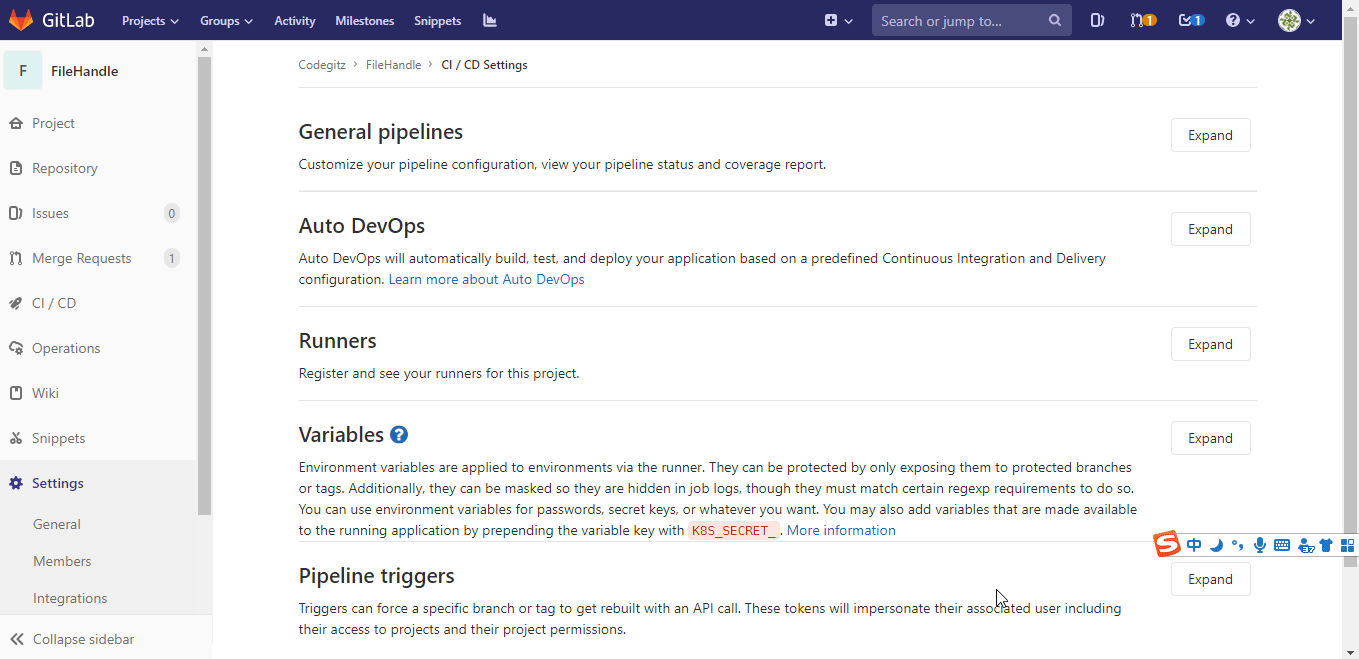 GitLab Projects Groups Activity Milestones Snippets Search or jump to... 1 1
F FileHandle
Project
Repository
Issues 0
Merge Requests 1
CI / CD
Operations
Wiki
Snippets
Settings
General
Members
Integrations
Collapse sidebar
Codegitz > FileHandle > CI / CD Settings
General pipelines
Expand
Customize your pipeline configuration, view your pipeline status and coverage report.
Auto DevOps
Expand
Auto DevOps will automatically build, test, and deploy your application based on a predefined Continuous Integration and Delivery
configuration. Learn more about Auto DevOps
Runners
Expand
Register and see your runners for this project.
Variables ?
Expand
Environment variables are applied to environments via the runner. They can be protected by only exposing them to protected branches
or tags. Additionally, they can be masked so they are hidden in job logs, though they must match certain regexp requirements to do so.
You can use environment variables for passwords, secret keys, or whatever you want. You may also add variables that are made available
to the running application by prepending the variable key with K8S_SECRET_. More information
S 中 37
Pipeline triggers
Expand
Triggers can force a specific branch or tag to get rebuilt with an API call. These tokens will impersonate their associated user including
their access to projects and their project permissions.